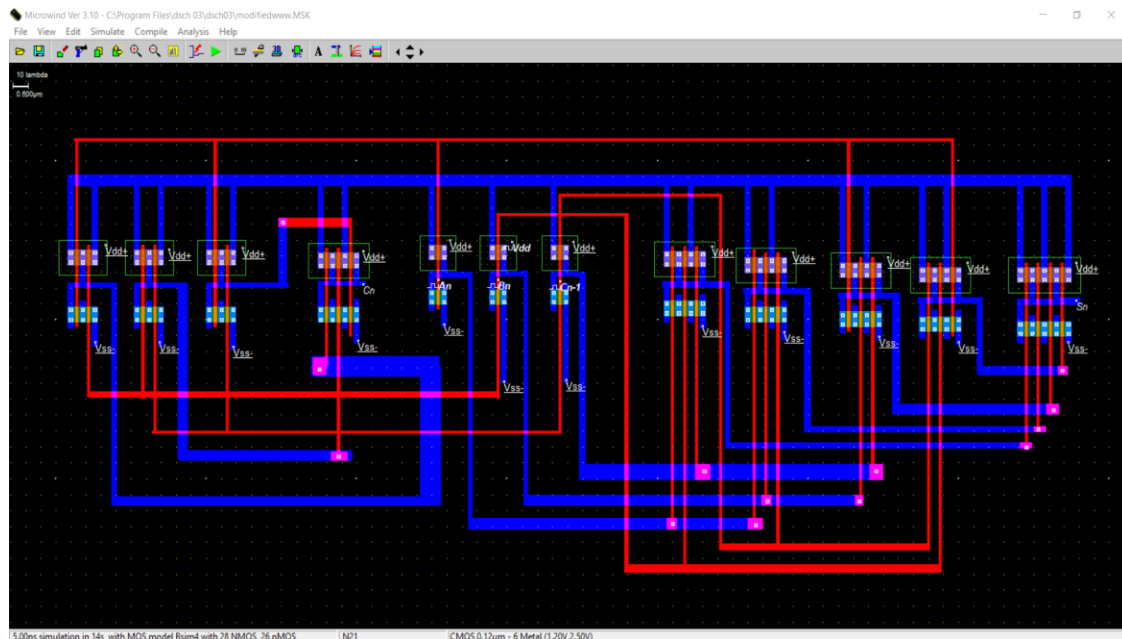 Microwind Ver 3.10 - C:\Program Files\dsch 03\dsch03\modifiedwww.MSK
File View Edit Simulate Compile Analysis Help
10 lambda
0.600µm
Vdd+ Vdd+ Vdd+ Vdd+ Vdd+ Vdd Vdd+ Vdd+ Vdd+ Vdd+ Vdd+ Vdd+
Cn An Bn Cn-1 Sn
Vss- Vss- Vss- Vss- Vss- Vss- Vss- Vss- Vss- Vss- Vss- Vss-
5.00ns simulation in 14s, with MOS model Bsim4 with 28 NMOS, 26 pMOS N21 CMOS 0.12µm - 6 Metal (1.20V,2.50V)